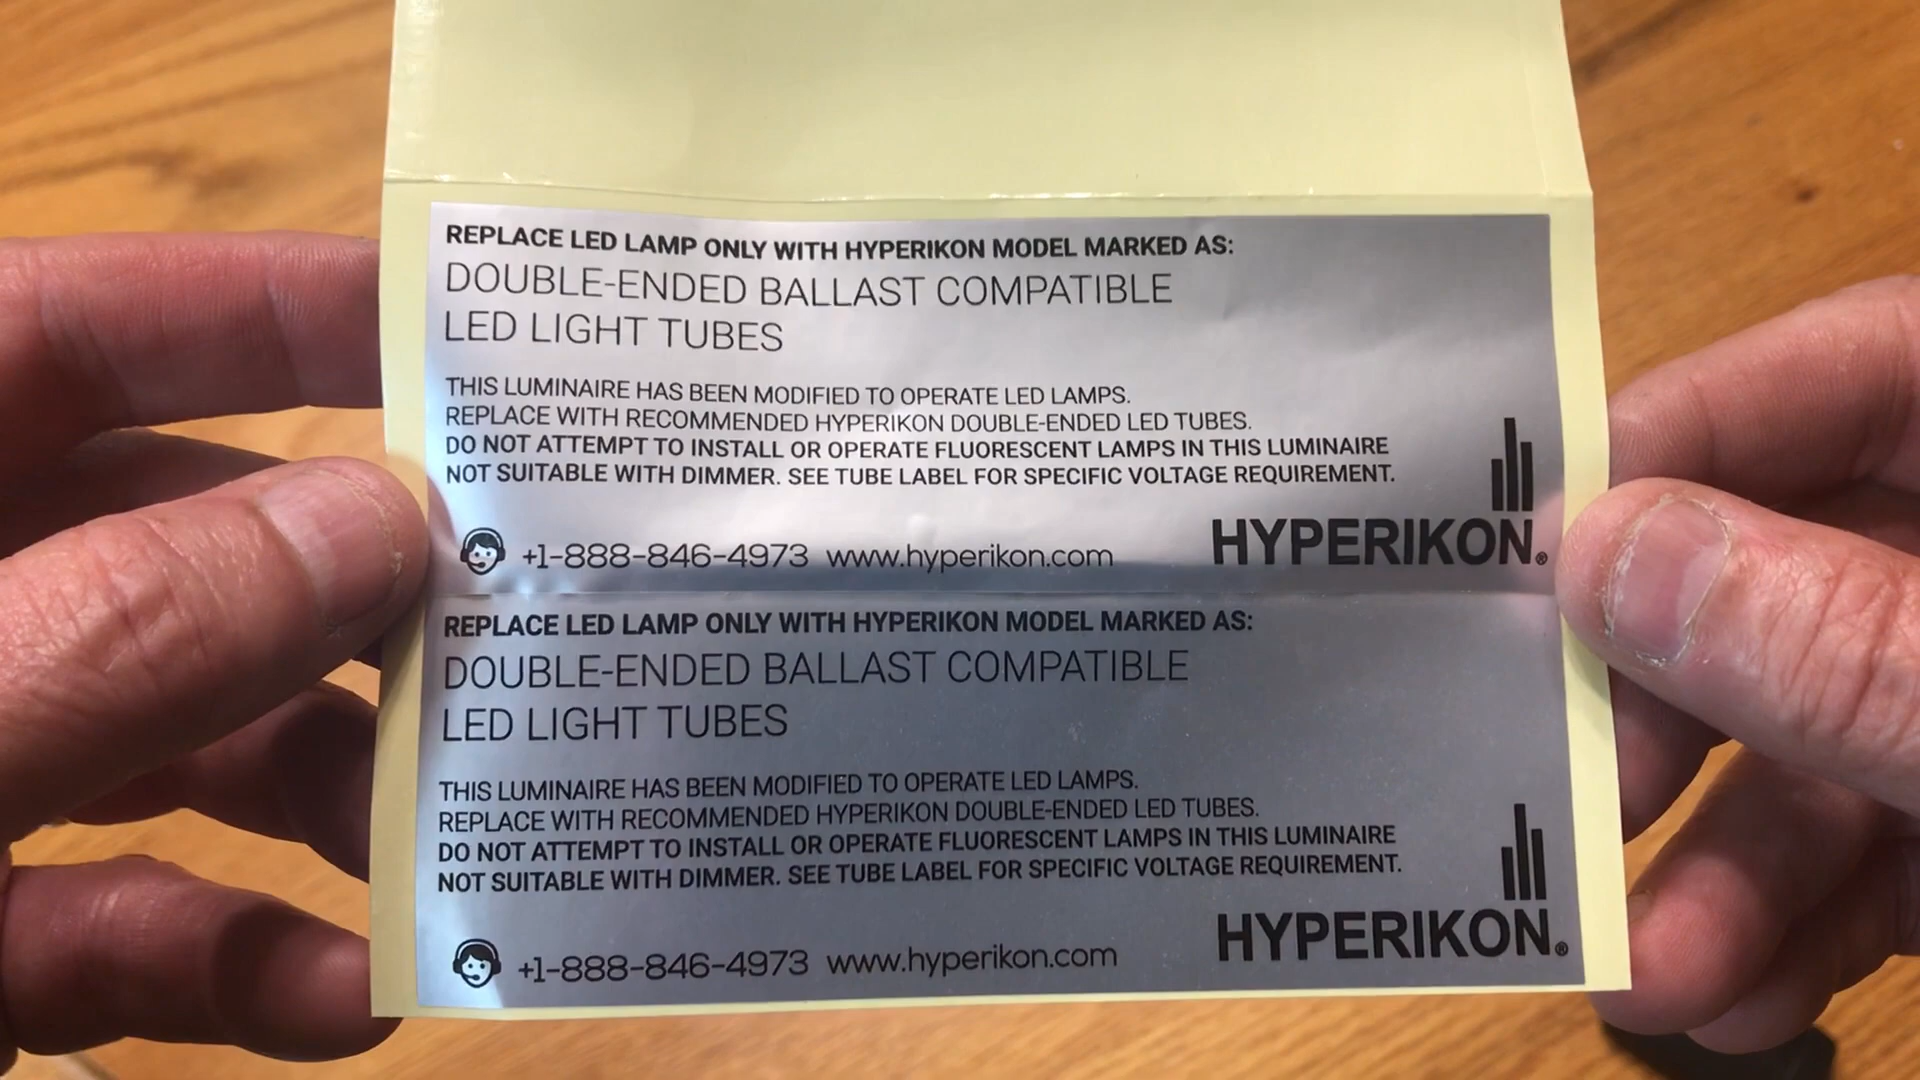 REPLACE LED LAMP ONLY WITH HYPERIKON MODEL MARKED AS:
DOUBLE-ENDED BALLAST COMPATIBLE
LED LIGHT TUBES
THIS LUMINAIRE HAS BEEN MODIFIED TO OPERATE LED LAMPS.
REPLACE WITH RECOMMENDED HYPERIKON DOUBLE-ENDED LED TUBES.
DO NOT ATTEMPT TO INSTALL OR OPERATE FLUORESCENT LAMPS IN THIS LUMINAIRE
NOT SUITABLE WITH DIMMER. SEE TUBE LABEL FOR SPECIFIC VOLTAGE REQUIREMENT.
+1-888-846-4973 www.hyperikon.com
HYPERIKON®
REPLACE LED LAMP ONLY WITH HYPERIKON MODEL MARKED AS:
DOUBLE-ENDED BALLAST COMPATIBLE
LED LIGHT TUBES
THIS LUMINAIRE HAS BEEN MODIFIED TO OPERATE LED LAMPS.
REPLACE WITH RECOMMENDED HYPERIKON DOUBLE-ENDED LED TUBES.
DO NOT ATTEMPT TO INSTALL OR OPERATE FLUORESCENT LAMPS IN THIS LUMINAIRE
NOT SUITABLE WITH DIMMER. SEE TUBE LABEL FOR SPECIFIC VOLTAGE REQUIREMENT.
+1-888-846-4973 www.hyperikon.com
HYPERIKON®